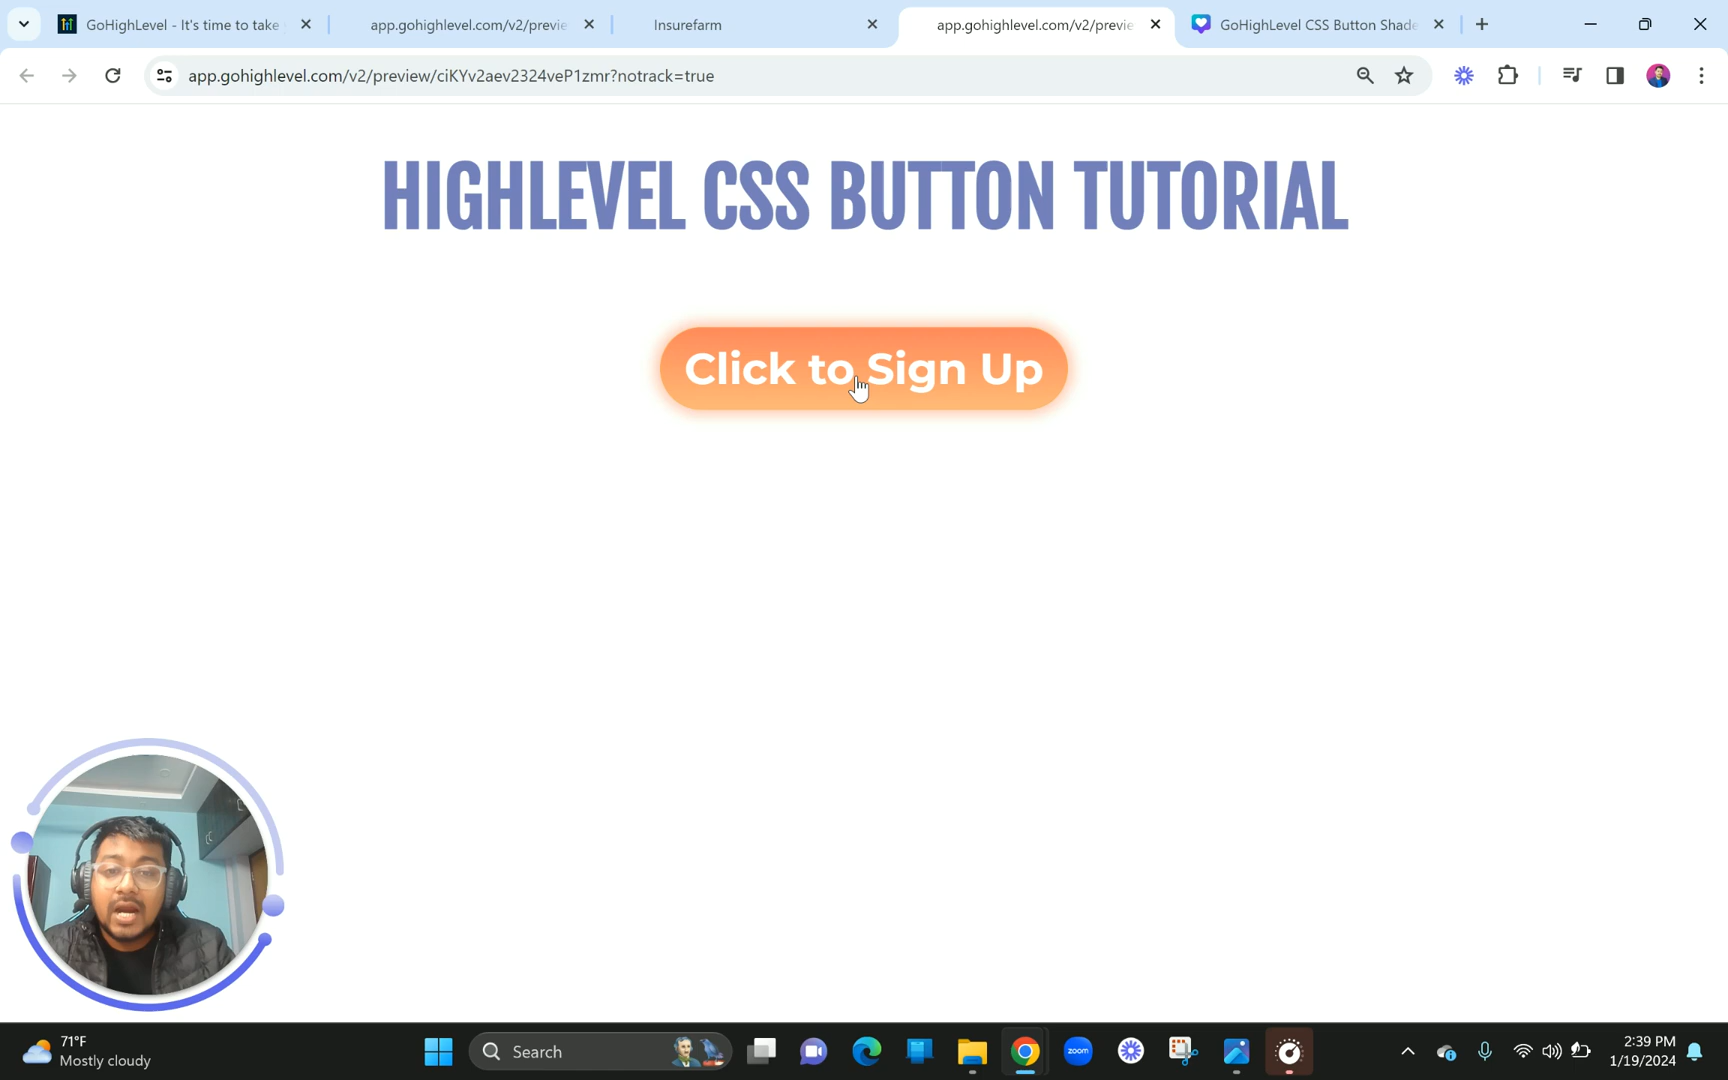 GoHighLevel - It's time to take
app.gohighlevel.com/v2/previe
Insurefarm
app.gohighlevel.com/v2/previe
GoHighLevel CSS Button Shade
app.gohighlevel.com/v2/preview/ciKYv2aev2324veP1zmr?notrack=true
HIGHLEVEL CSS BUTTON TUTORIAL
Click to Sign Up
71°F
Mostly cloudy
Search
zoom
2:39 PM
1/19/2024